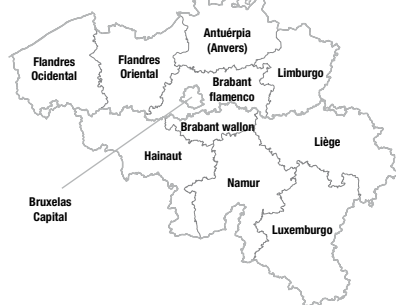 Antuérpia
(Anvers)
Flandres
Ocidental
Flandres
Oriental
Limburgo
Brabant
flamenco
Brabant wallon
Liège
Hainaut
Namur
Bruxelas
Capital
Luxemburgo